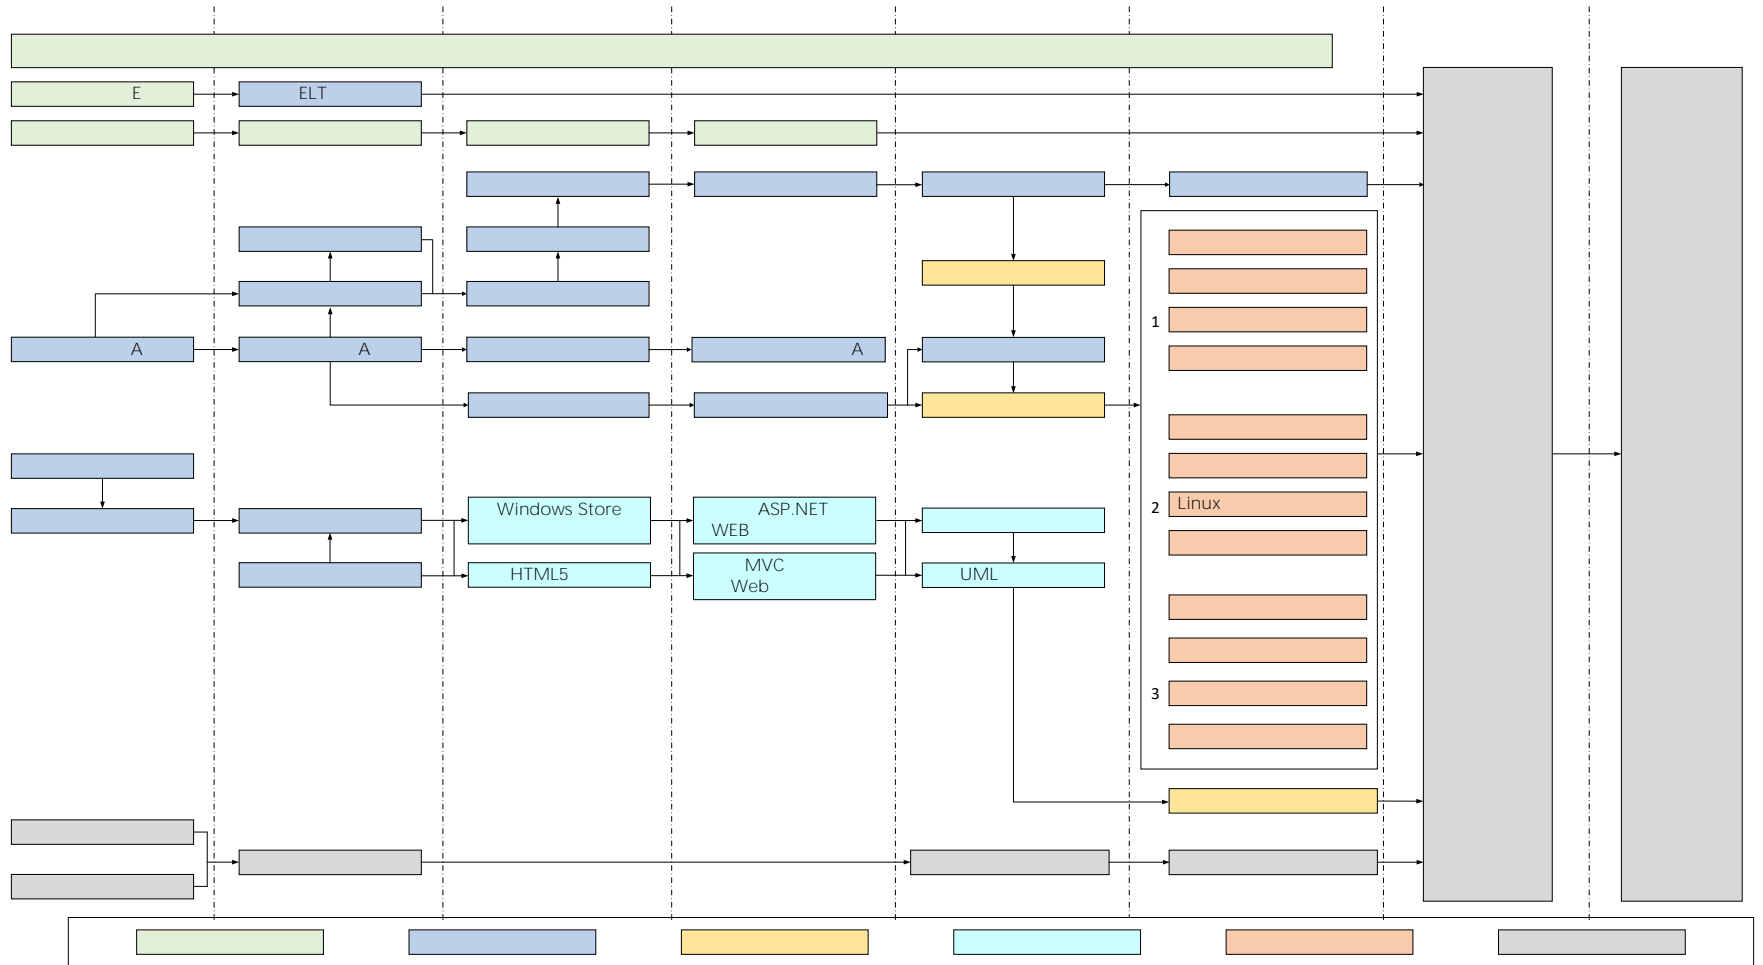 E
ELT
A
A
A
1
Windows Store
ASP.NET
WEB
2
Linux
HTML5
MVC
Web
UML
3